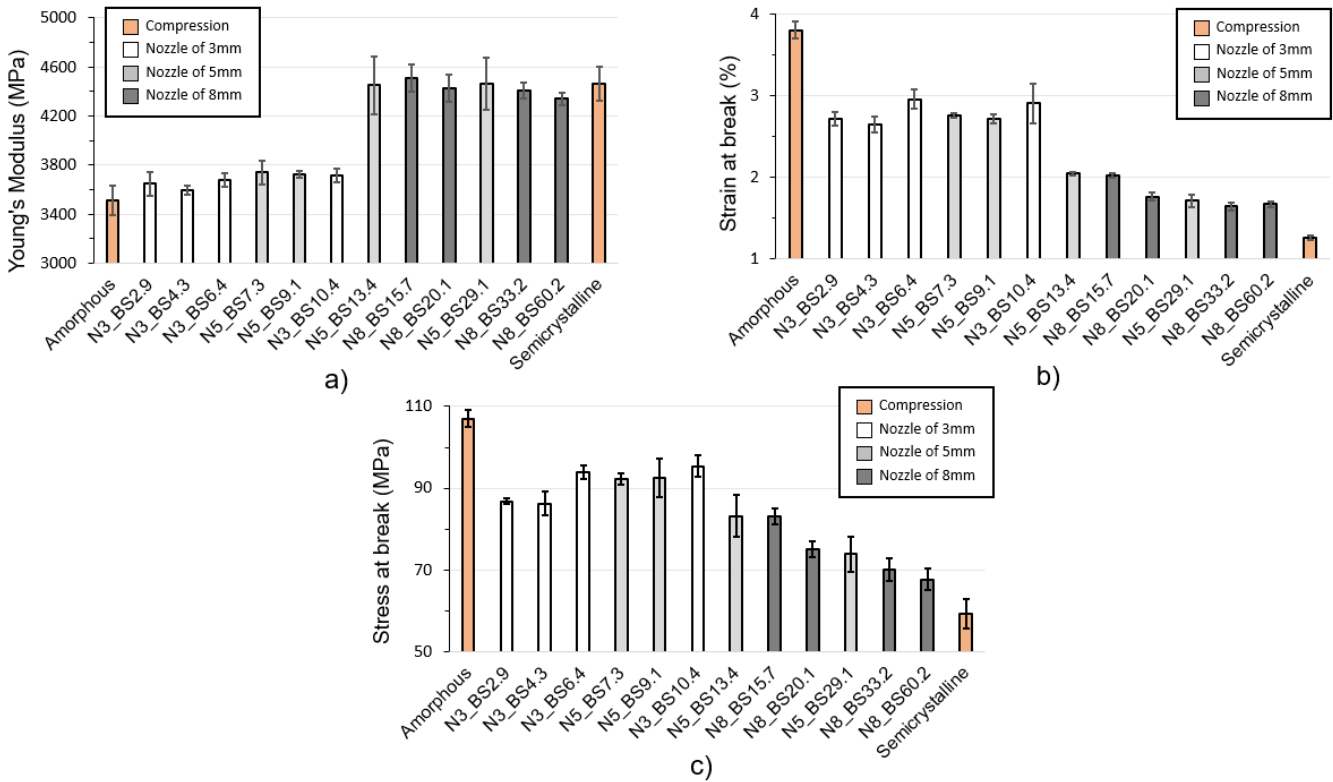 Young's Modulus (MPa)
5000
4600
4200
3800
3400
3000
Compression
Nozzle of 3mm
Nozzle of 5mm
Nozzle of 8mm
Amorphous
N3_BS2.9
N3_BS4.3
N3_BS6.4
N5_BS7.3
N5_BS9.1
N3_BS10.4
N5_BS13.4
N8_BS15.7
N8_BS20.1
N5_BS29.1
N8_BS33.2
N8_BS60.2
Semicrystalline
a)
Strain at break (%)
4
3
2
1
Compression
Nozzle of 3mm
Nozzle of 5mm
Nozzle of 8mm
Amorphous
N3_BS2.9
N3_BS4.3
N3_BS6.4
N5_BS7.3
N5_BS9.1
N3_BS10.4
N5_BS13.4
N8_BS15.7
N8_BS20.1
N5_BS29.1
N8_BS33.2
N8_BS60.2
Semicrystalline
b)
Stress at break (MPa)
110
90
70
50
Compression
Nozzle of 3mm
Nozzle of 5mm
Nozzle of 8mm
Amorphous
N3_BS2.9
N3_BS4.3
N3_BS6.4
N5_BS7.3
N5_BS9.1
N3_BS10.4
N5_BS13.4
N8_BS15.7
N8_BS20.1
N5_BS29.1
N8_BS33.2
N8_BS60.2
Semicrystalline
c)